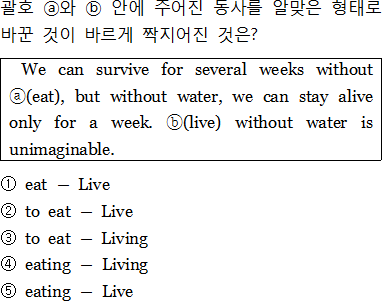 괄호 ⓐ와 ⓑ 안에 주어진 동사를 알맞은 형태로
바꾼 것이 바르게 짝지어진 것은?
We can survive for several weeks without
ⓐ(eat), but without water, we can stay alive
only for a week. ⓑ(live) without water is
unimaginable.
① eat － Live
② to eat － Live
③ to eat － Living
④ eating － Living
⑤ eating － Live